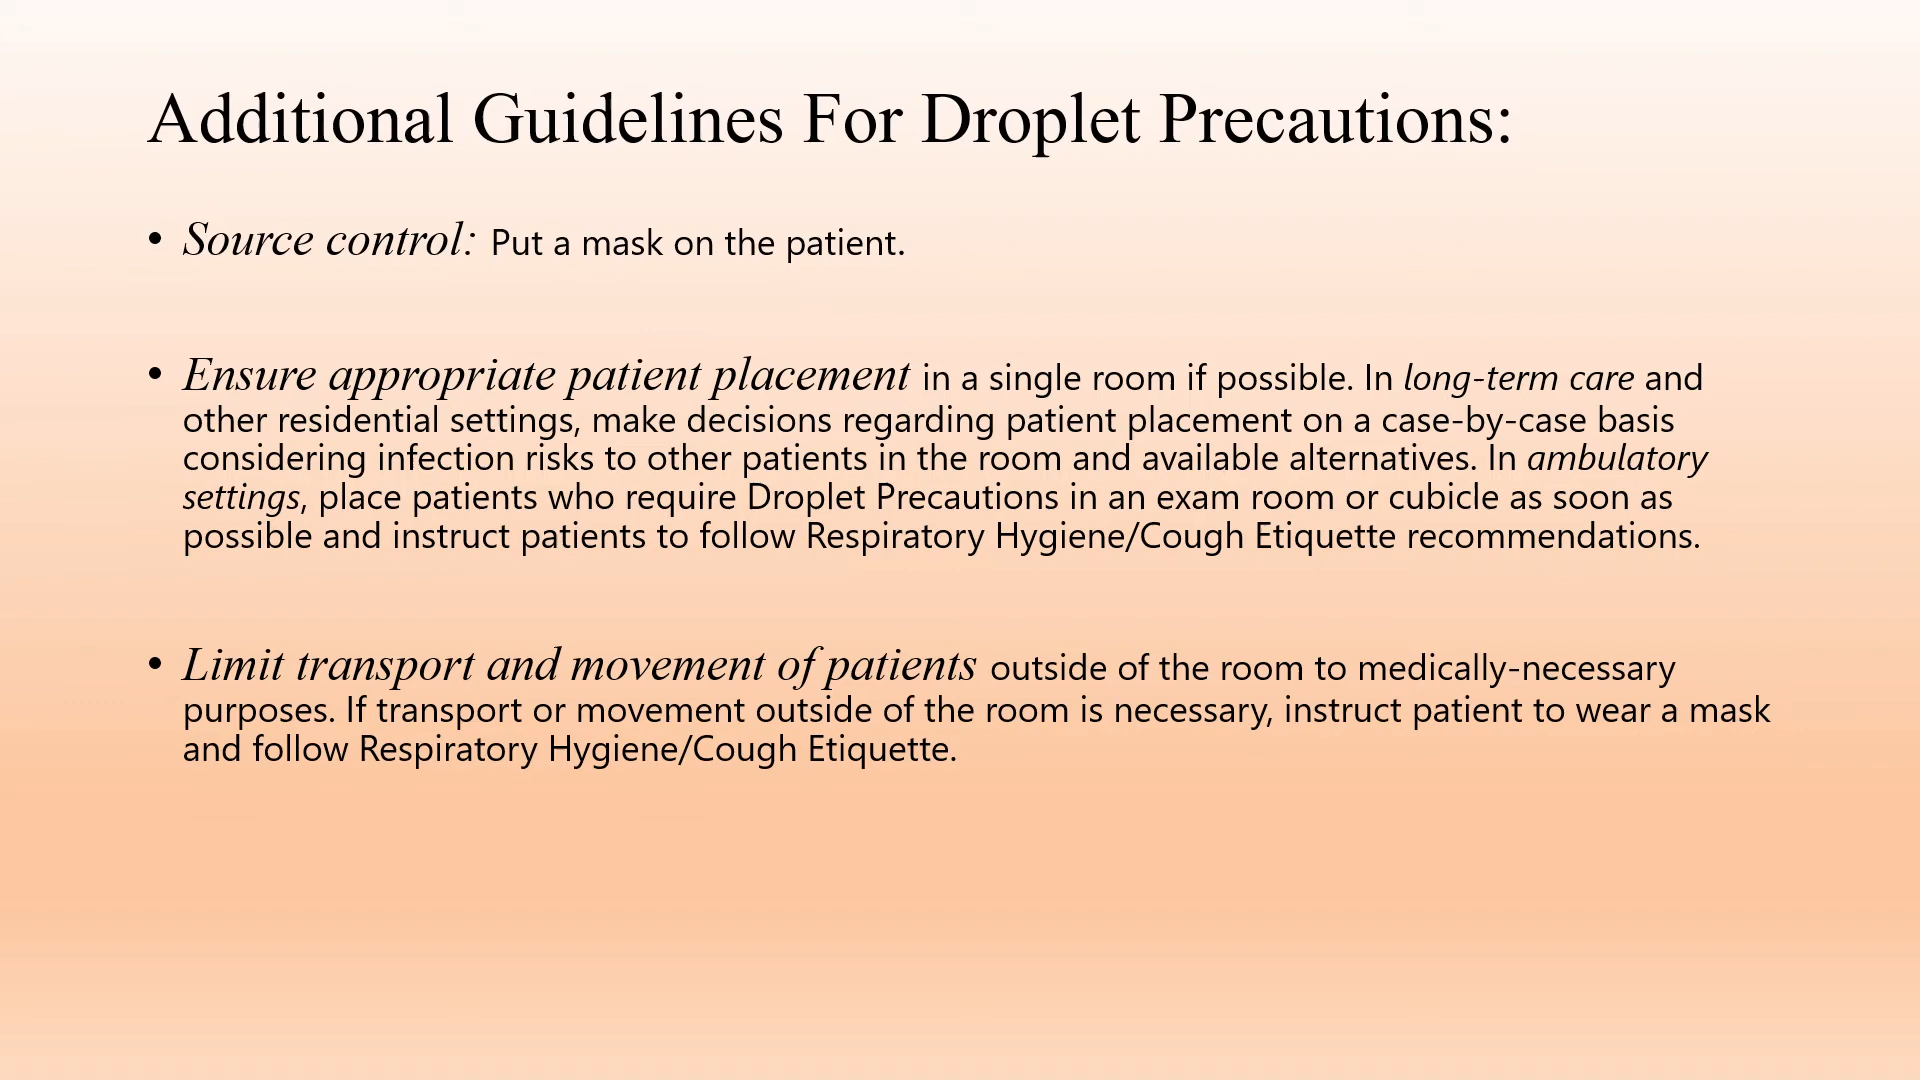 Additional Guidelines For Droplet Precautions:
• Source control: Put a mask on the patient.
• Ensure appropriate patient placement in a single room if possible. In long-term care and
other residential settings, make decisions regarding patient placement on a case-by-case basis
considering infection risks to other patients in the room and available alternatives. In ambulatory
settings, place patients who require Droplet Precautions in an exam room or cubicle as soon as
possible and instruct patients to follow Respiratory Hygiene/Cough Etiquette recommendations.
• Limit transport and movement of patients outside of the room to medically-necessary
purposes. If transport or movement outside of the room is necessary, instruct patient to wear a mask
and follow Respiratory Hygiene/Cough Etiquette.